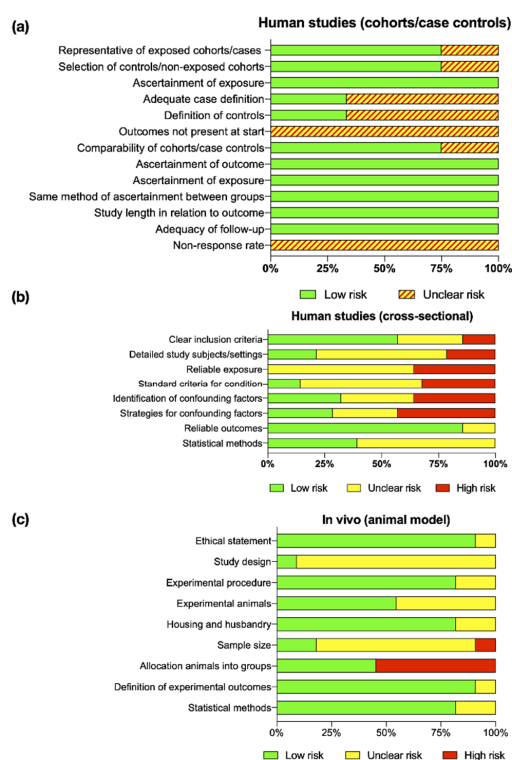 (a)
Human studies (cohorts/case controls)
Representative of exposed cohorts/cases
Selection of controls/non-exposed cohorts
Ascertainment of exposure
Adequate case definition
Definition of controls
Outcomes not present at start
Comparability of cohorts/case controls
Ascertainment of outcome
Ascertainment of exposure
Same method of ascertainment between groups
Study length in relation to outcome
Adequacy of follow-up
Non-response rate
0% 25% 50% 75% 100%
Low risk Unclear risk
(b)
Human studies (cross-sectional)
Clear inclusion criteria
Detailed study subjects/settings
Reliable exposure
Standard criteria for condition
Identification of confounding factors
Strategies for confounding factors
Reliable outcomes
Statistical methods
0% 25% 50% 75% 100%
Low risk Unclear risk High risk
(c)
In vivo (animal model)
Ethical statement
Study design
Experimental procedure
Experimental animals
Housing and husbandry
Sample size
Allocation animals into groups
Definition of experimental outcomes
Statistical methods
0% 25% 50% 75% 100%
Low risk Unclear risk High risk